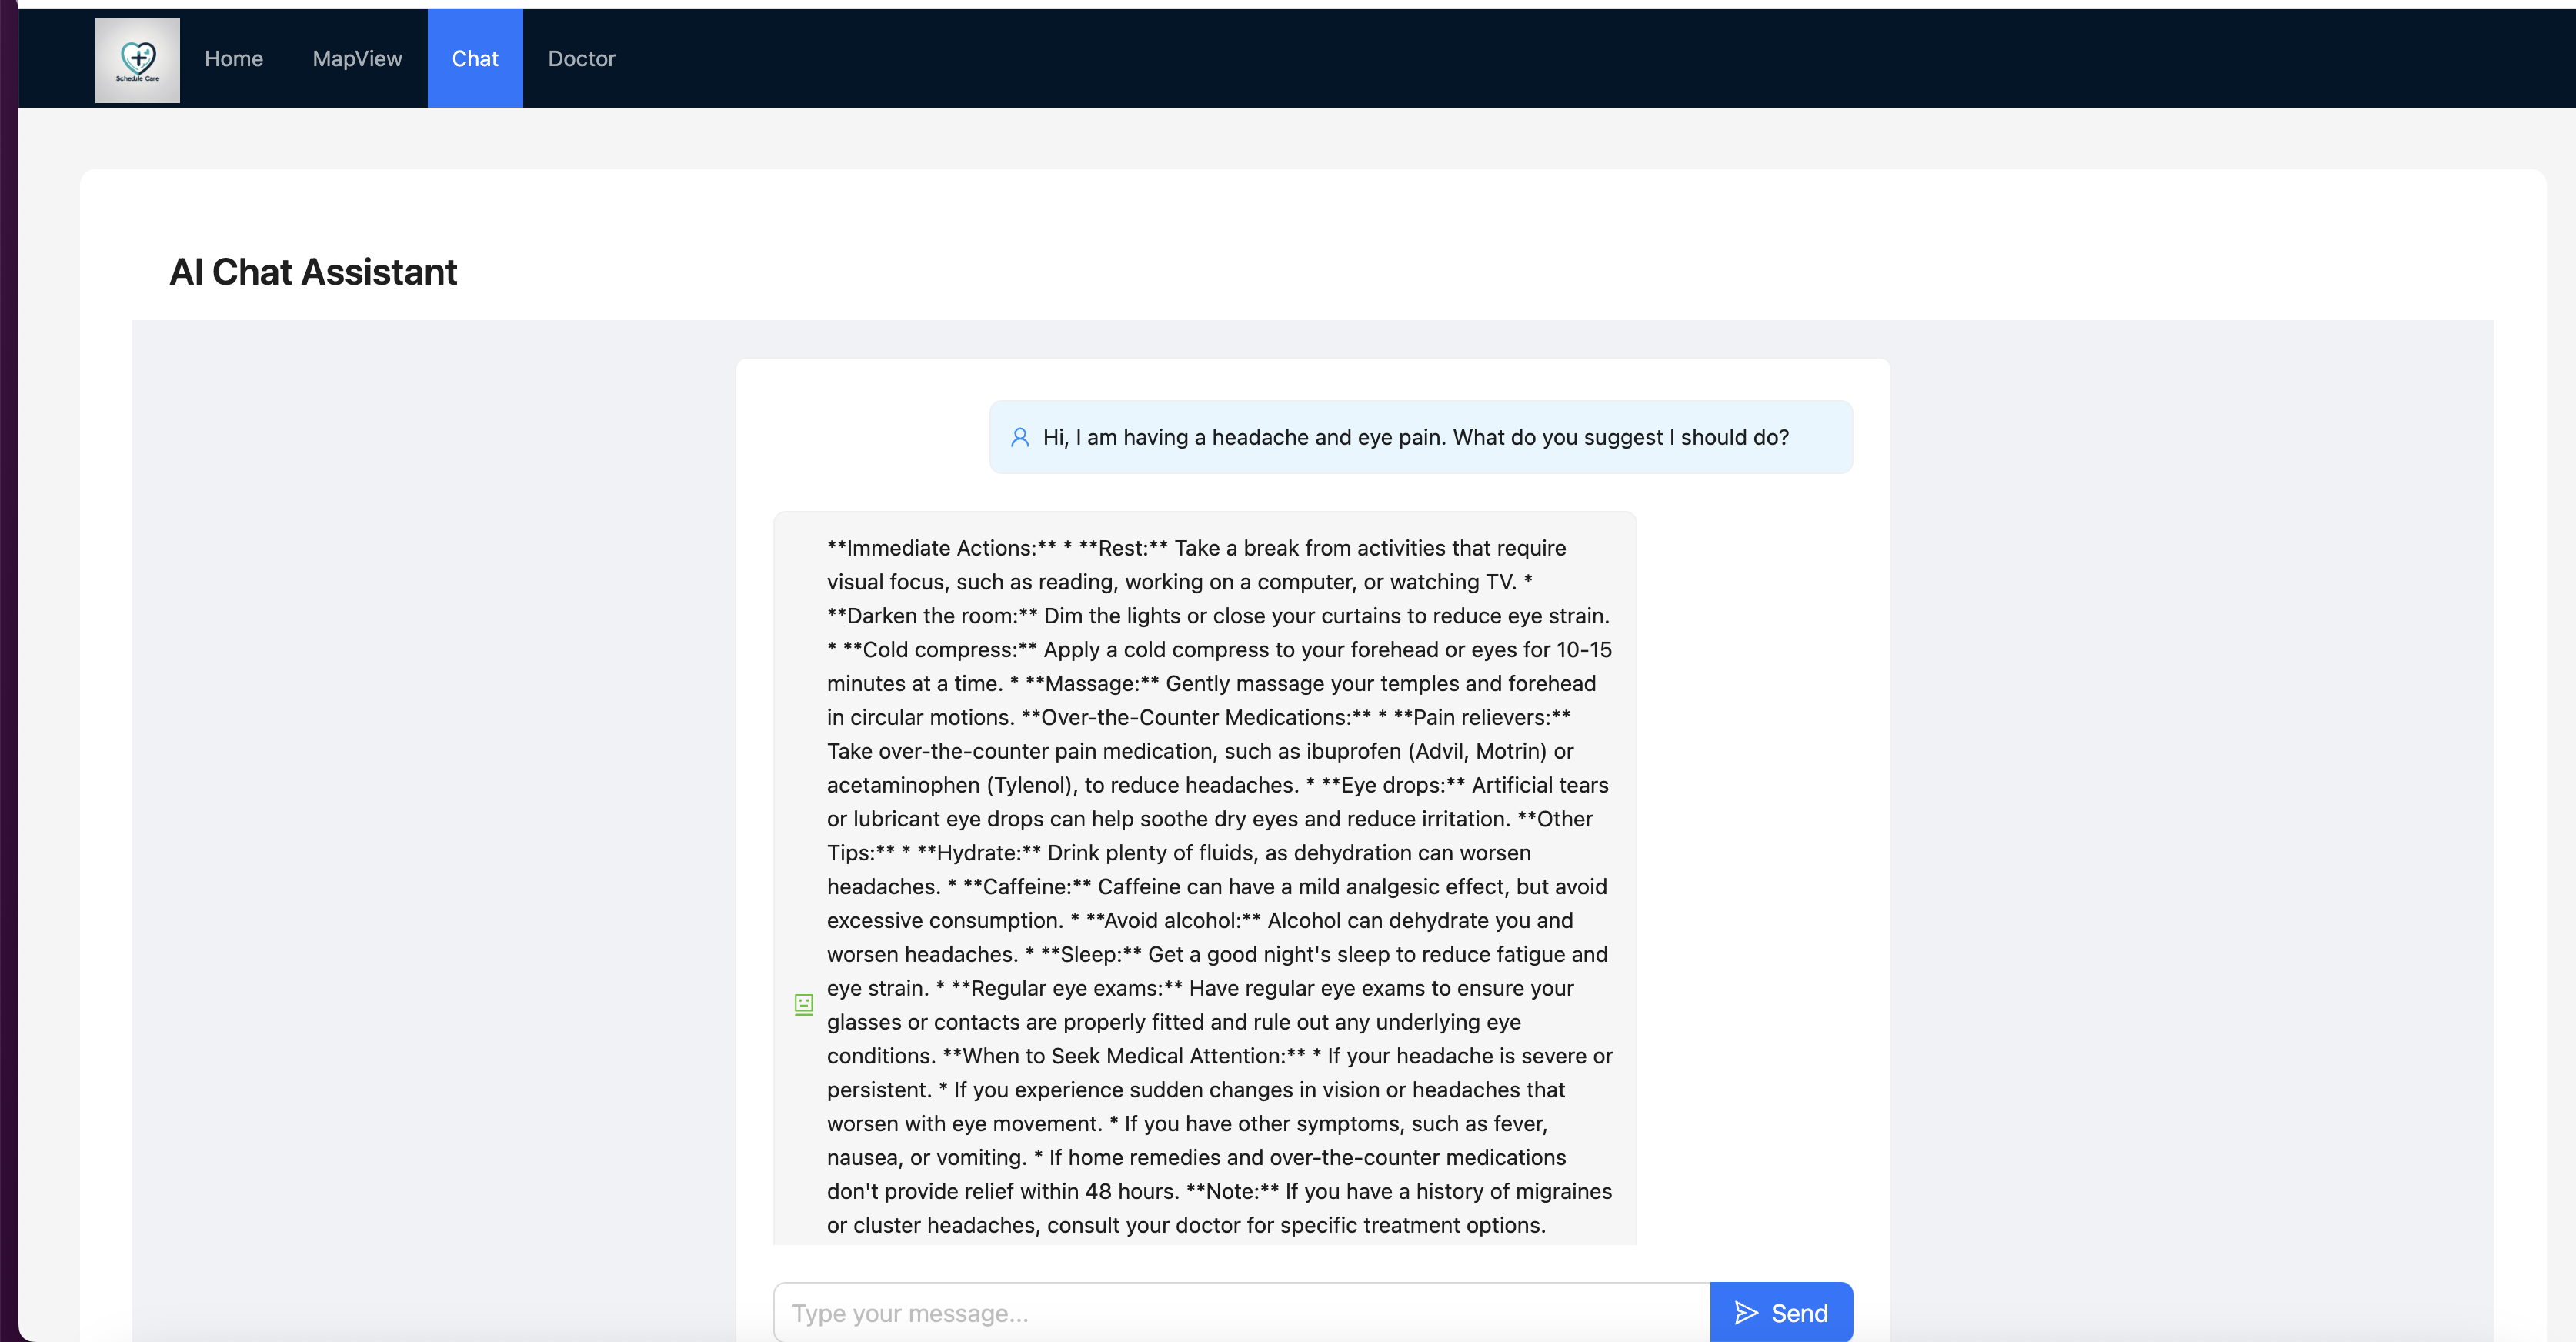 Schedule Care
Home
MapView
Chat
Doctor
AI Chat Assistant
Hi, I am having a headache and eye pain. What do you suggest I should do?
**Immediate Actions:** * **Rest:** Take a break from activities that require
visual focus, such as reading, working on a computer, or watching TV. *
**Darken the room:** Dim the lights or close your curtains to reduce eye strain.
* **Cold compress:** Apply a cold compress to your forehead or eyes for 10-15
minutes at a time. * **Massage:** Gently massage your temples and forehead
in circular motions. **Over-the-Counter Medications:** * **Pain relievers:**
Take over-the-counter pain medication, such as ibuprofen (Advil, Motrin) or
acetaminophen (Tylenol), to reduce headaches. * **Eye drops:** Artificial tears
or lubricant eye drops can help soothe dry eyes and reduce irritation. **Other
Tips:** * **Hydrate:** Drink plenty of fluids, as dehydration can worsen
headaches. * **Caffeine:** Caffeine can have a mild analgesic effect, but avoid
excessive consumption. * **Avoid alcohol:** Alcohol can dehydrate you and
worsen headaches. * **Sleep:** Get a good night's sleep to reduce fatigue and
eye strain. * **Regular eye exams:** Have regular eye exams to ensure your
glasses or contacts are properly fitted and rule out any underlying eye
conditions. **When to Seek Medical Attention:** * If your headache is severe or
persistent. * If you experience sudden changes in vision or headaches that
worsen with eye movement. * If you have other symptoms, such as fever,
nausea, or vomiting. * If home remedies and over-the-counter medications
don't provide relief within 48 hours. **Note:** If you have a history of migraines
or cluster headaches, consult your doctor for specific treatment options.
Type your message...
Send